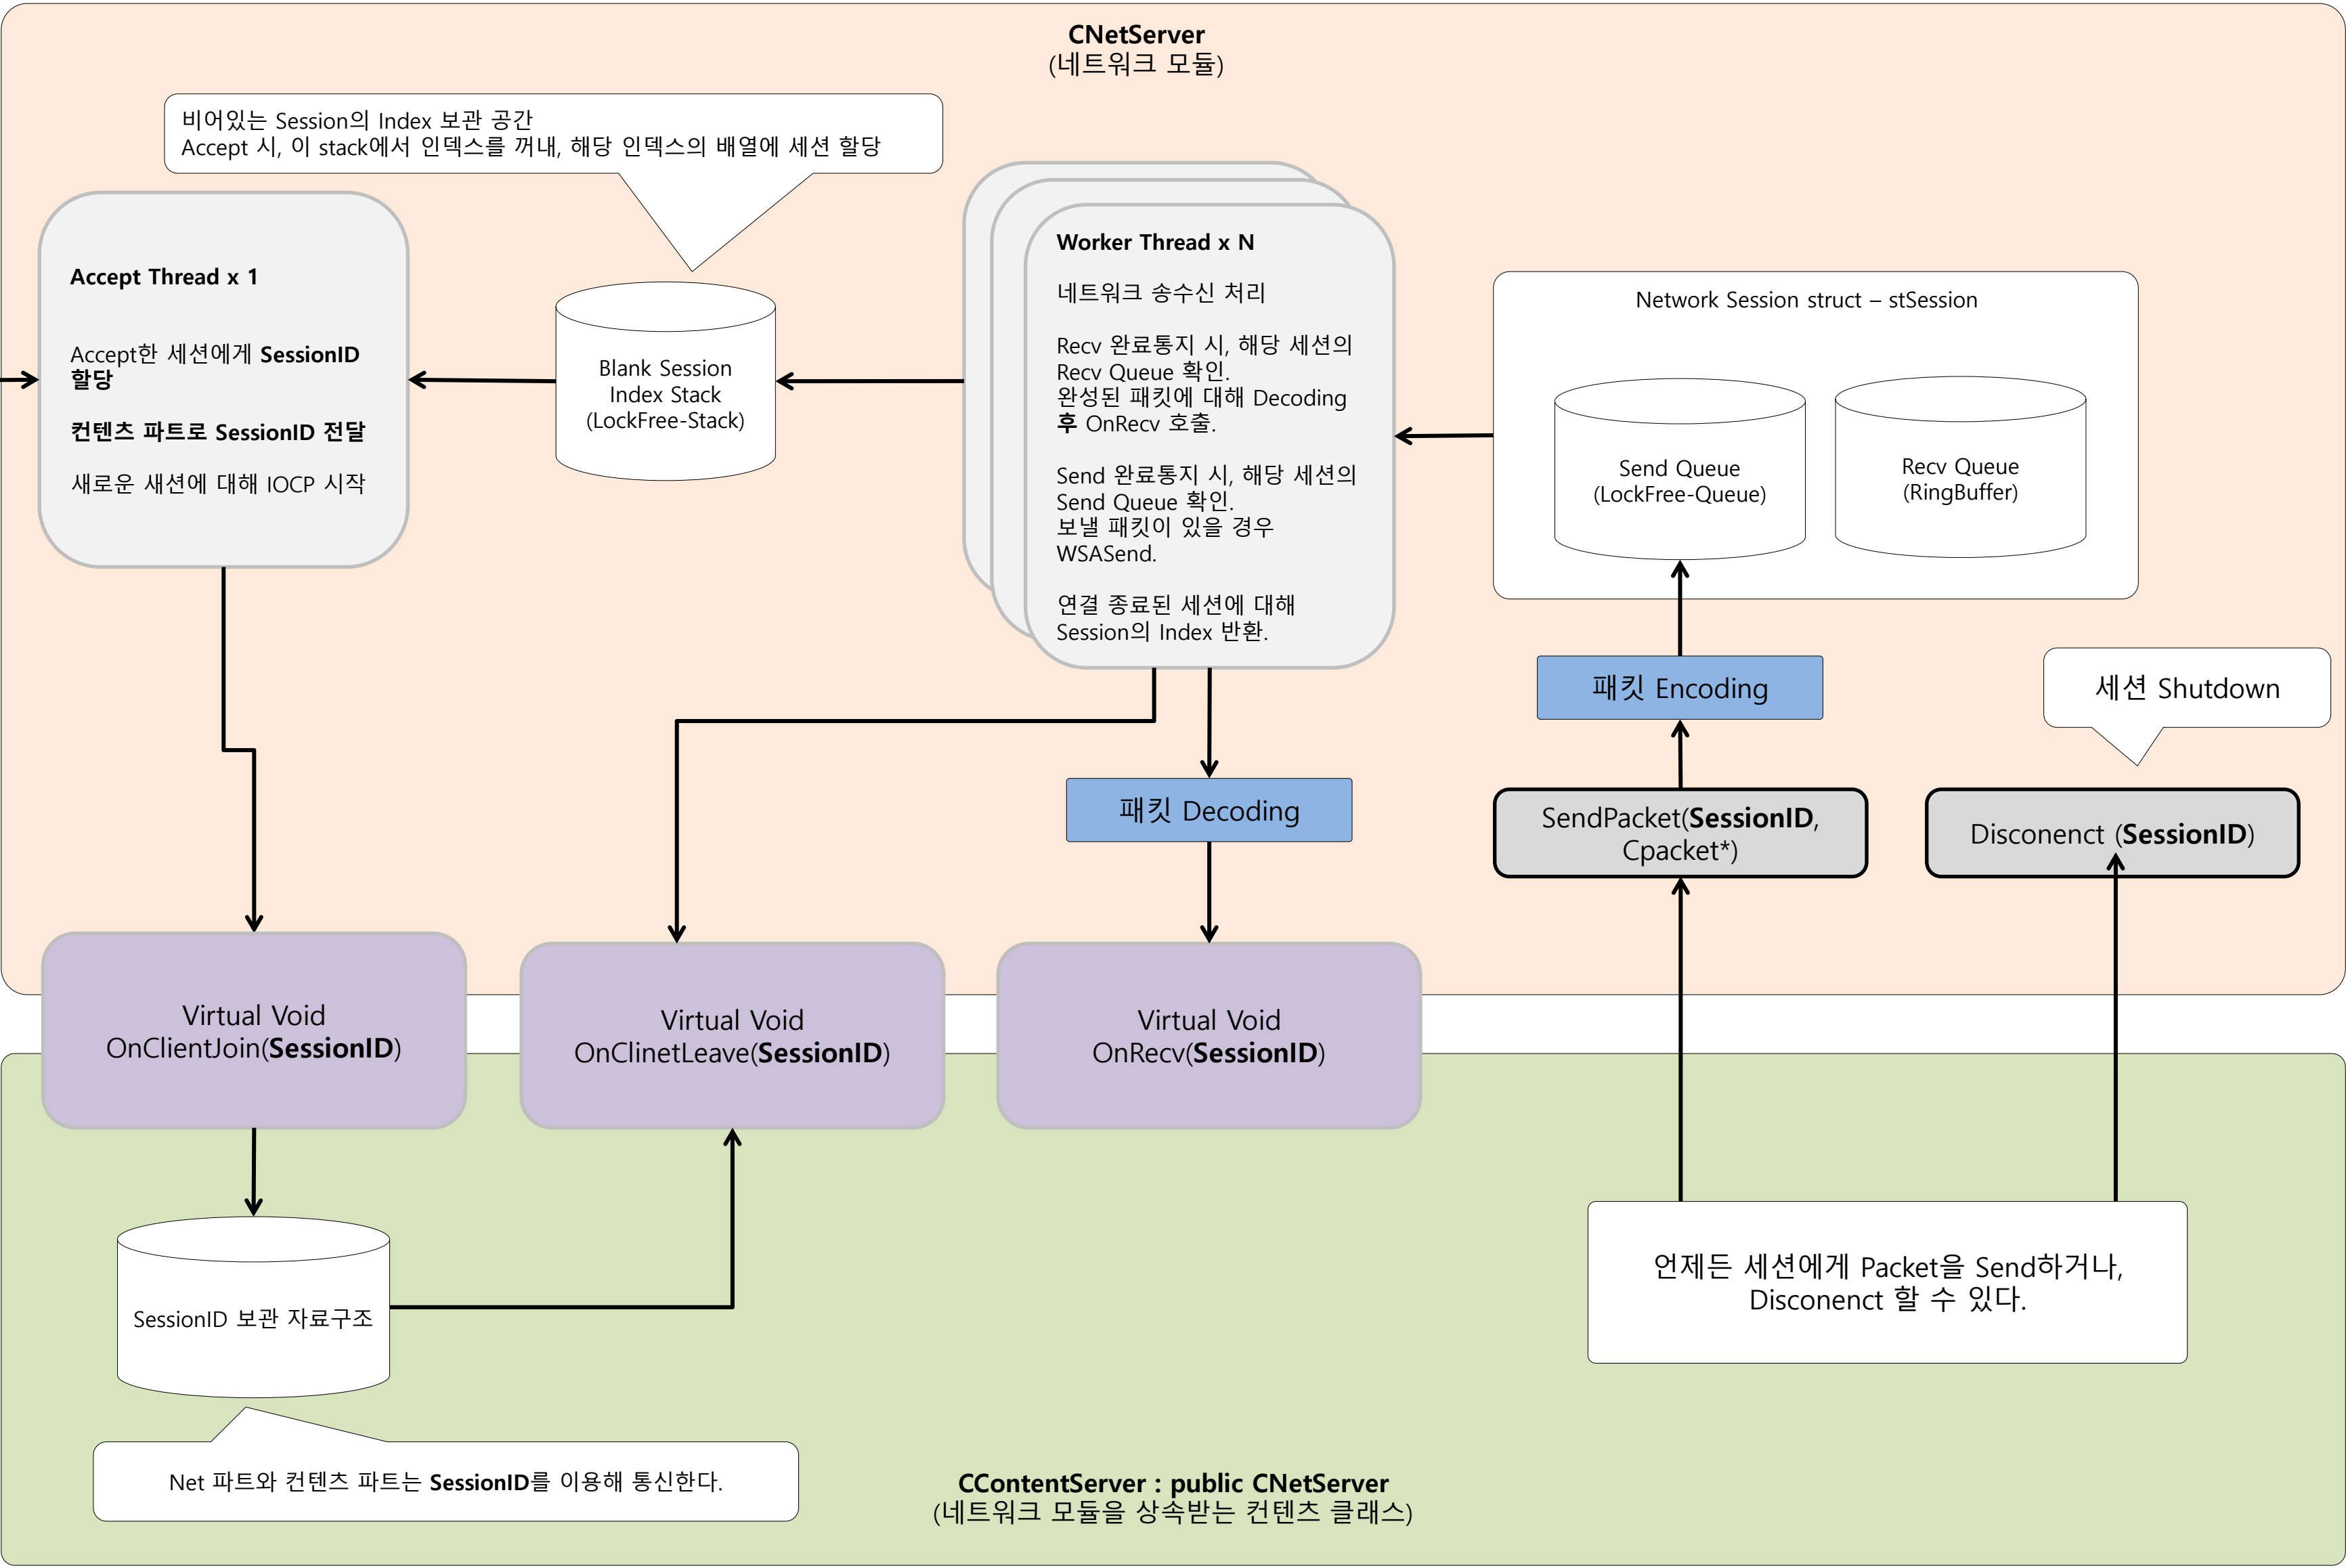 CNetServer
(네트워크 모듈)
비어있는 Session의 Index 보관 공간
Accept 시, 이 stack에서 인덱스를 꺼내, 해당 인덱스의 배열에 세션 할당
Accept Thread x 1
Accept한 세션에게 SessionID
할당
컨텐츠 파트로 SessionID 전달
새로운 새션에 대해 IOCP 시작
Blank Session
Index Stack
(LockFree-Stack)
Worker Thread x N
네트워크 송수신 처리
Recv 완료통지 시, 해당 세션의
Recv Queue 확인.
완성된 패킷에 대해 Decoding
후 OnRecv 호출.
Send 완료통지 시, 해당 세션의
Send Queue 확인.
보낼 패킷이 있을 경우
WSASend.
연결 종료된 세션에 대해
Session의 Index 반환.
Network Session struct – stSession
Send Queue
(LockFree-Queue)
Recv Queue
(RingBuffer)
패킷 Encoding
세션 Shutdown
패킷 Decoding
SendPacket(SessionID,
Cpacket*)
Disconenct (SessionID)
Virtual Void
OnClientJoin(SessionID)
Virtual Void
OnClinetLeave(SessionID)
Virtual Void
OnRecv(SessionID)
SessionID 보관 자료구조
언제든 세션에게 Packet을 Send하거나,
Disconenct 할 수 있다.
Net 파트와 컨텐츠 파트는 SessionID를 이용해 통신한다.
CContentServer : public CNetServer
(네트워크 모듈을 상속받는 컨텐츠 클래스)